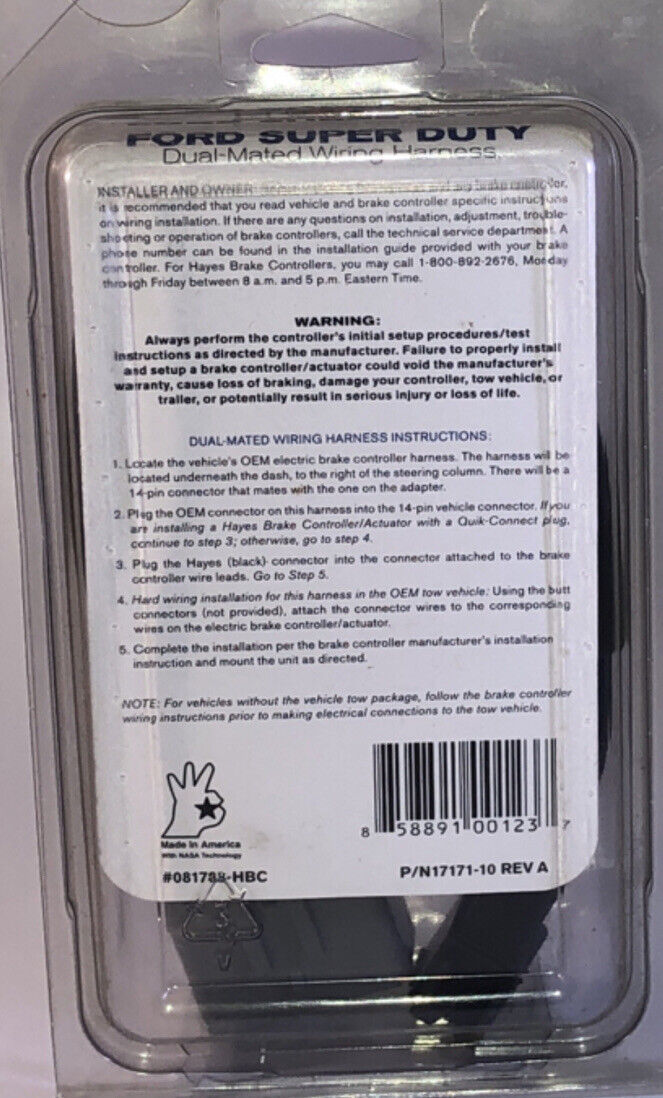 FORD SUPER DUTY
Dual-Mated Wiring Harness
INSTALLER AND OWNER: brake controller,
it is recommended that you read vehicle and brake controller specific instructions
on wiring installation. If there are any questions on installation, adjustment, trouble-
shooting or operation of brake controllers, call the technical service department. A
phone number can be found in the installation guide provided with your brake
controller. For Hayes Brake Controllers, you may call 1-800-892-2676, Monday
through Friday between 8 a.m. and 5 p.m. Eastern Time.
WARNING:
Always perform the controller's initial setup procedures/test
instructions as directed by the manufacturer. Failure to properly install
and setup a brake controller/actuator could void the manufacturer's
warranty, cause loss of braking, damage your controller, tow vehicle, or
trailer, or potentially result in serious injury or loss of life.
DUAL-MATED WIRING HARNESS INSTRUCTIONS:
1. Locate the vehicle's OEM electric brake controller harness. The harness will be
located underneath the dash, to the right of the steering column. There will be a
14-pin connector that mates with the one on the adapter.
2. Plug the OEM connector on this harness into the 14-pin vehicle connector. If you
are installing a Hayes Brake Controller/Actuator with a Quik-Connect plug,
continue to step 3; otherwise, go to step 4.
3. Plug the Hayes (black) connector into the connector attached to the brake
controller wire leads. Go to Step 5.
4. Hard wiring installation for this harness in the OEM tow vehicle: Using the butt
connectors (not provided), attach the connector wires to the corresponding
wires on the electric brake controller/actuator.
5. Complete the installation per the brake controller manufacturer's installation
instruction and mount the unit as directed.
NOTE: For vehicles without the vehicle tow package, follow the brake controller
wiring instructions prior to making electrical connections to the tow vehicle.
8 58891 00123 7
Made in America
With NASA Technology
#081788-HBC
P/N17171-10 REV A
3
V